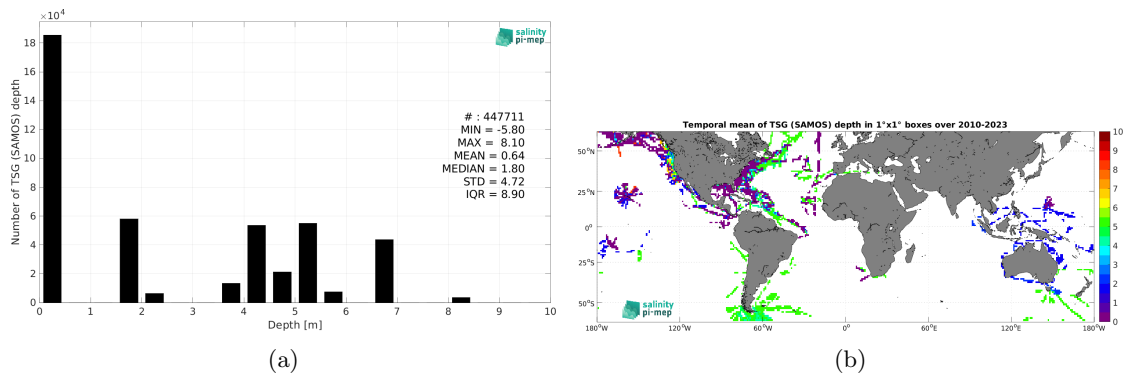 ×10⁴
salinity
pi-mep
18
16
14
12
10
8
6
4
2
0
Number of TSG (SAMOS) depth
# : 447711
MIN = -5.80
MAX = 8.10
MEAN = 0.64
MEDIAN = 1.80
STD = 4.72
IQR = 8.90
0 1 2 3 4 5 6 7 8 9 10
Depth [m]
(a)
Temporal mean of TSG (SAMOS) depth in 1°x1° boxes over 2010-2023
50°N
25°N
0°
25°S
50°S
salinity
pi-mep
180°W 120°W 60°W 0° 60°E 120°E 180°W
10
9
8
7
6
5
4
3
2
1
0
(b)